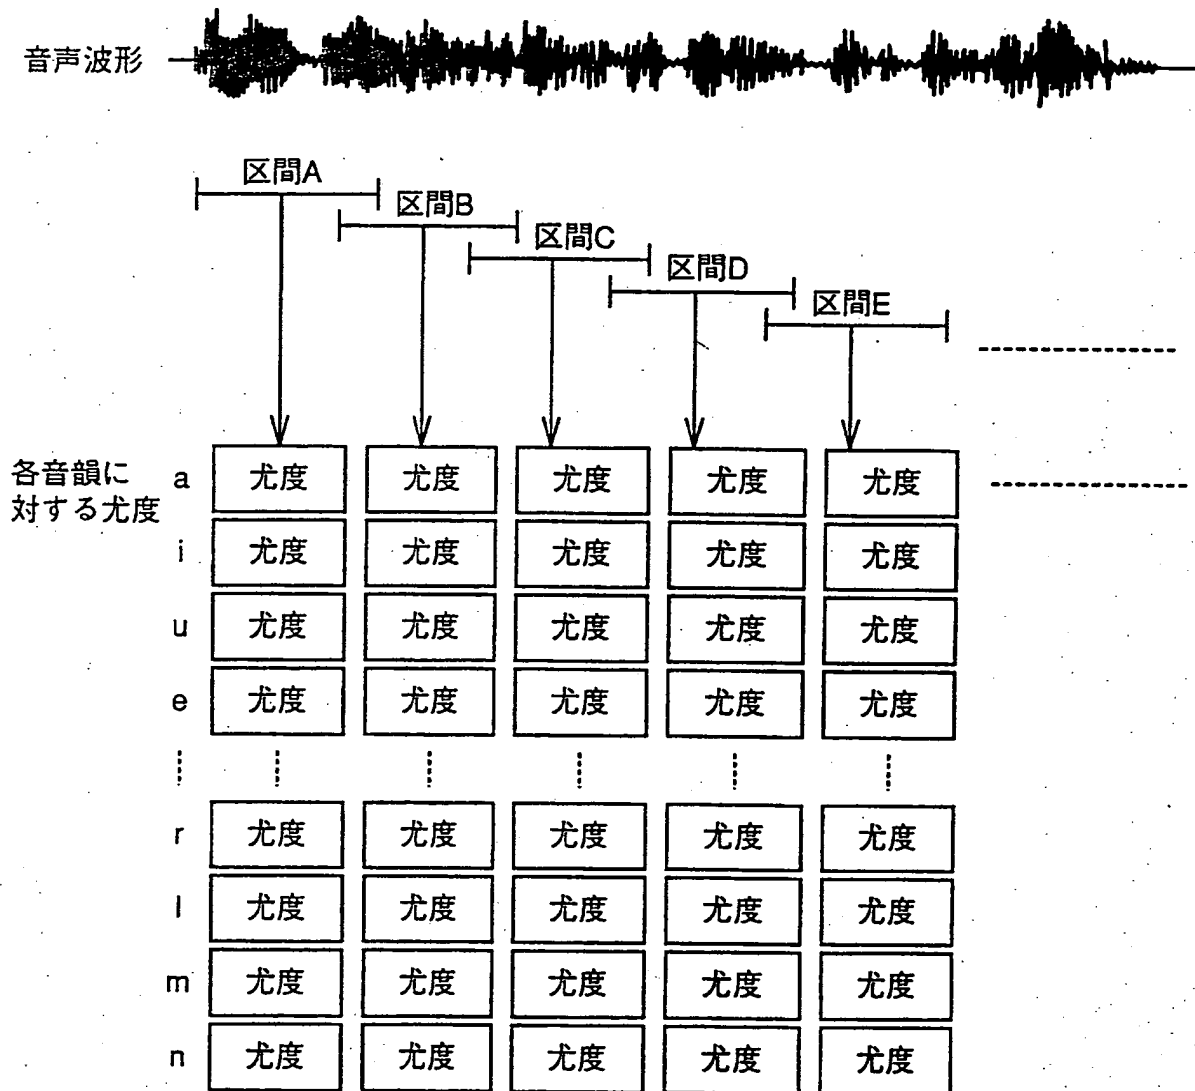 音声波形
区間A
区間B
区間C
区間D
区間E
各音韻に
対する尤度
a 尤度 尤度 尤度 尤度 尤度
i 尤度 尤度 尤度 尤度 尤度
u 尤度 尤度 尤度 尤度 尤度
e 尤度 尤度 尤度 尤度 尤度
r 尤度 尤度 尤度 尤度 尤度
l 尤度 尤度 尤度 尤度 尤度
m 尤度 尤度 尤度 尤度 尤度
n 尤度 尤度 尤度 尤度 尤度